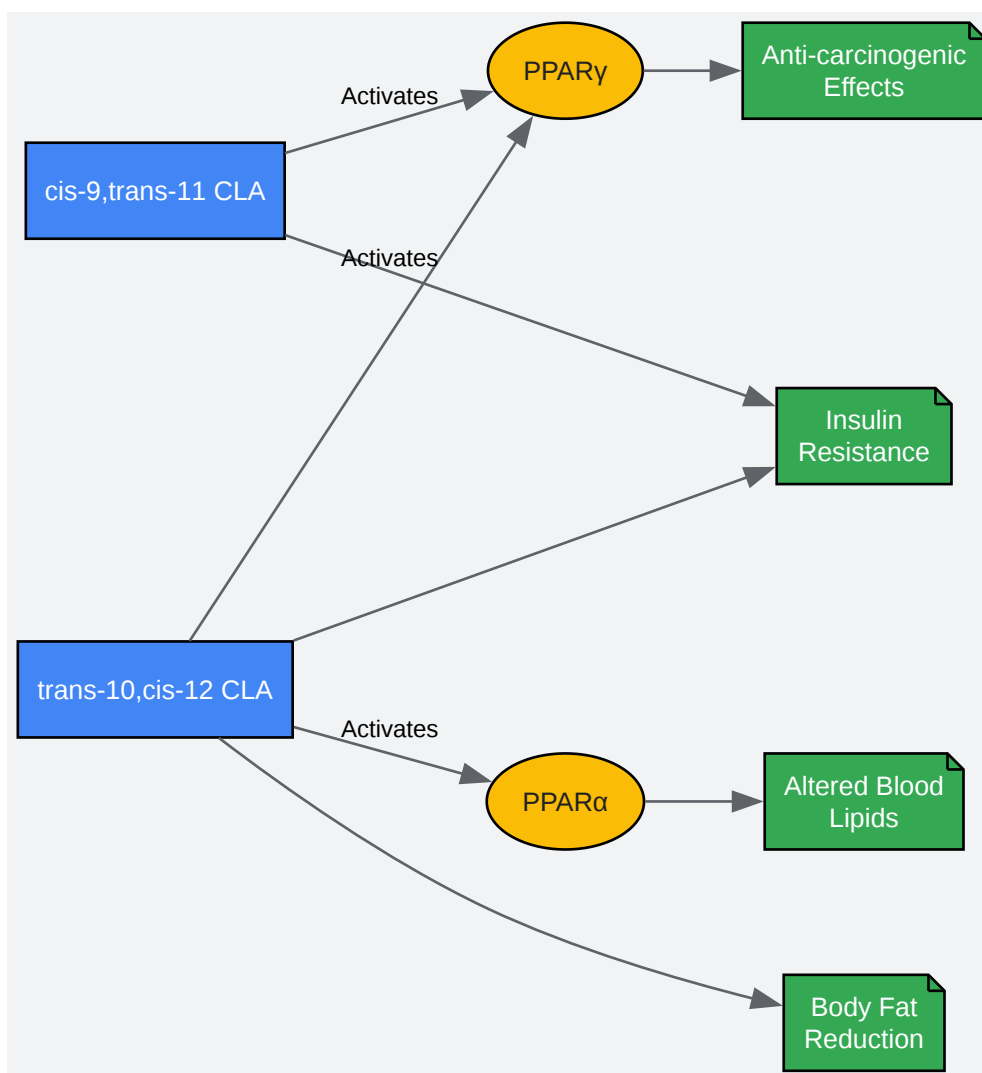 PPARγ
Anti-carcinogenic
Effects
Activates
cis-9,trans-11 CLA
Activates
Insulin
Resistance
trans-10,cis-12 CLA
Activates
PPARα
Altered Blood
Lipids
Body Fat
Reduction